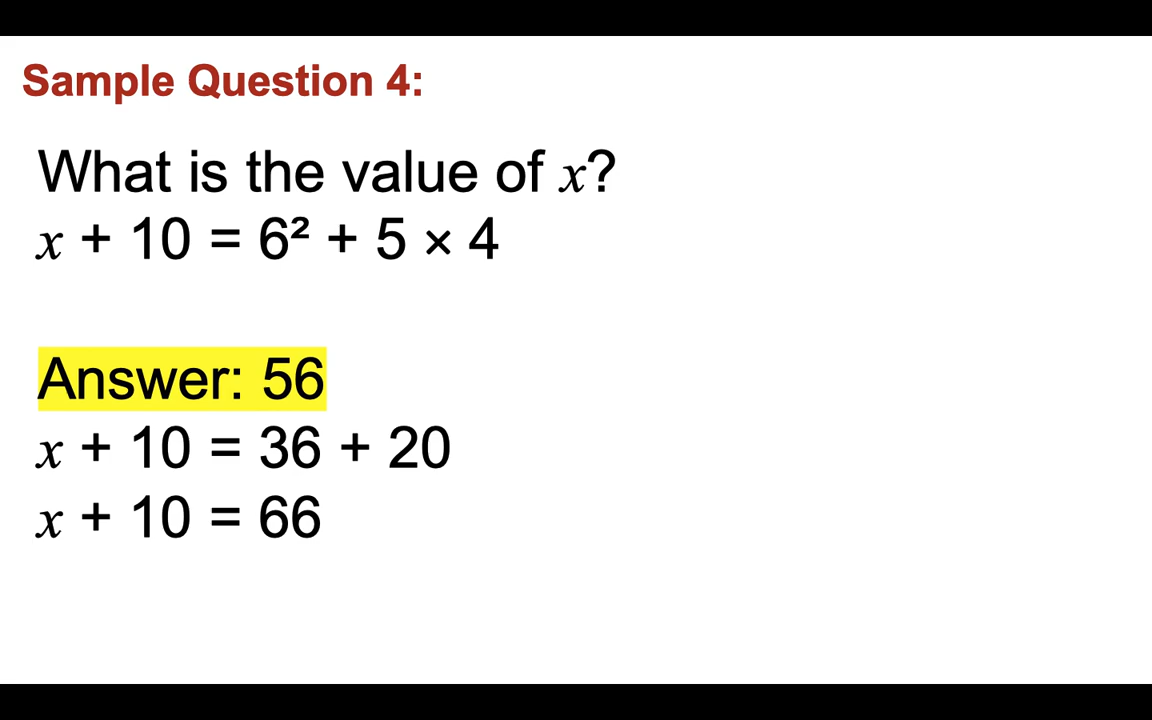 Sample Question 4:
What is the value of x?
x + 10 = 6² + 5 × 4
Answer: 56
x + 10 = 36 + 20
x + 10 = 66